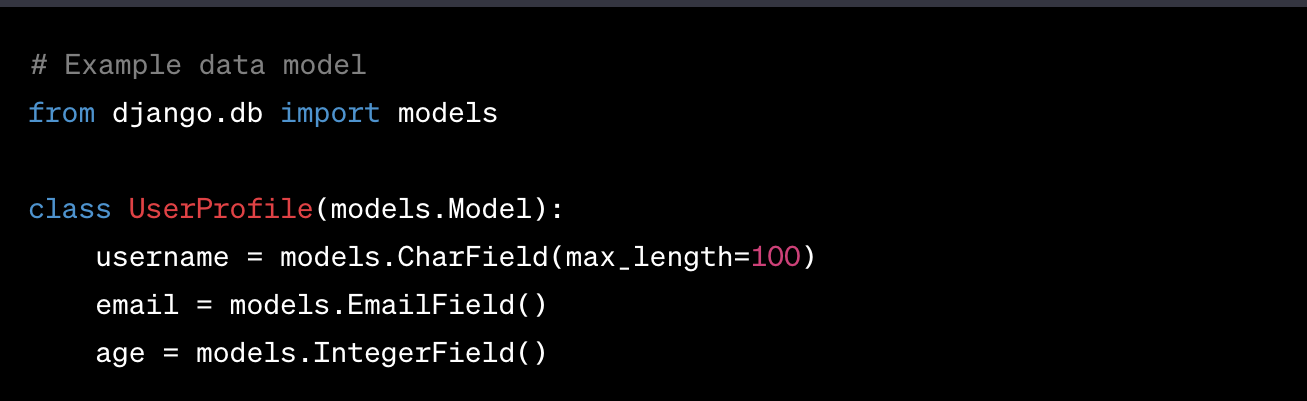 # Example data model
from django.db import models
class UserProfile(models.Model):
    username = models.CharField(max_length=100)
    email = models.EmailField()
    age = models.IntegerField()